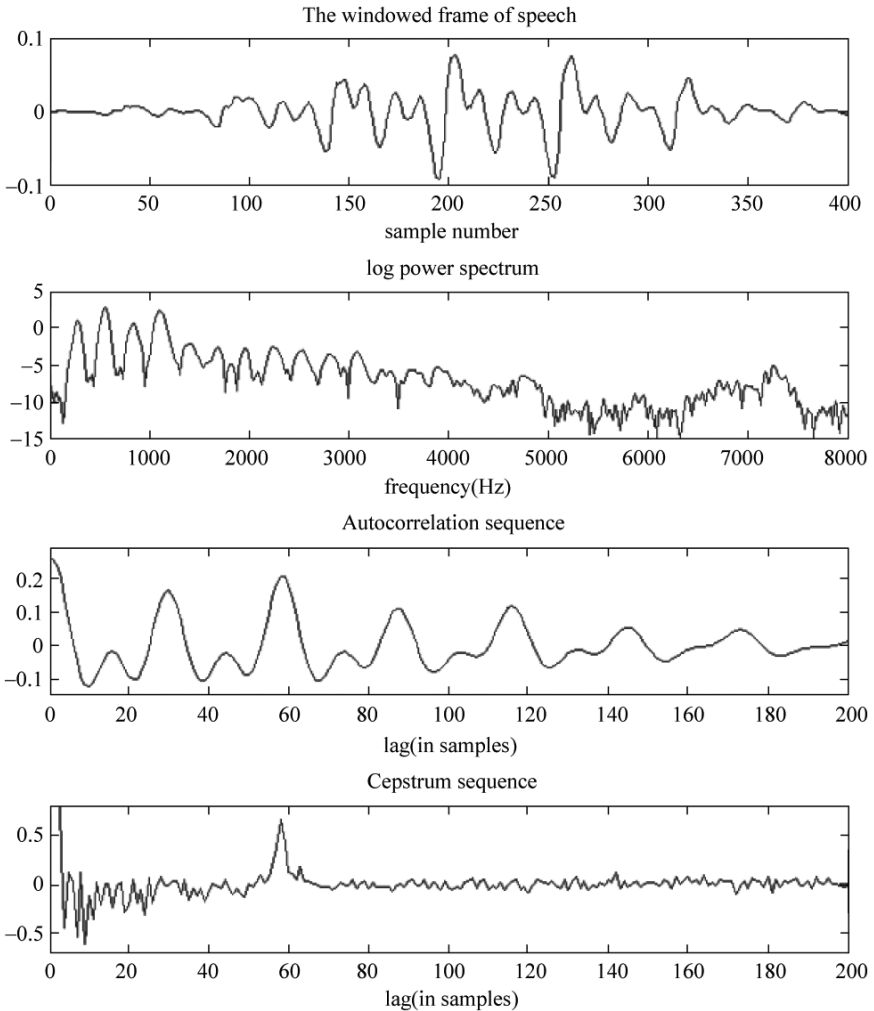 The windowed frame of speech
0.1
0
–0.1
0 50 100 150 200 250 300 350 400
sample number
log power spectrum
5
0
–5
–10
–15
0 1000 2000 3000 4000 5000 6000 7000 8000
frequency(Hz)
Autocorrelation sequence
0.2
0.1
0
–0.1
0 20 40 60 80 100 120 140 160 180 200
lag(in samples)
Cepstrum sequence
0.5
0
–0.5
0 20 40 60 80 100 120 140 160 180 200
lag(in samples)